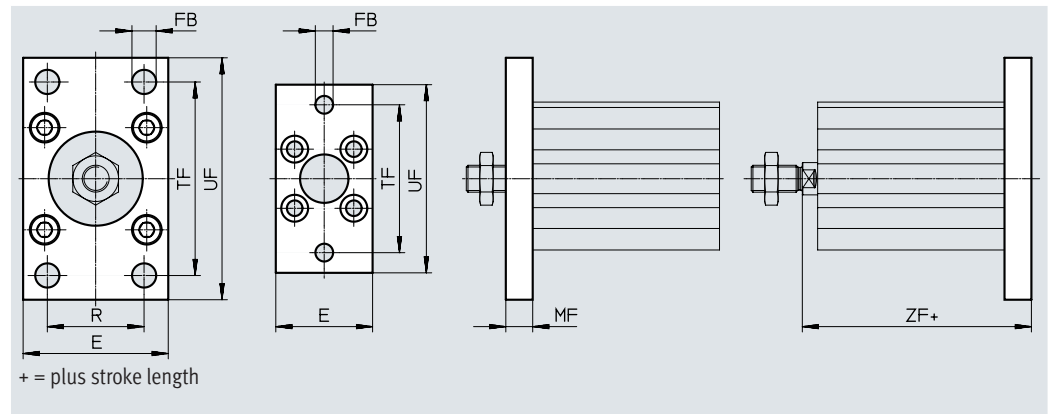 FB
FB
TF
UF
TF
UF
R
E
E
MF
ZF+
+ = plus stroke length